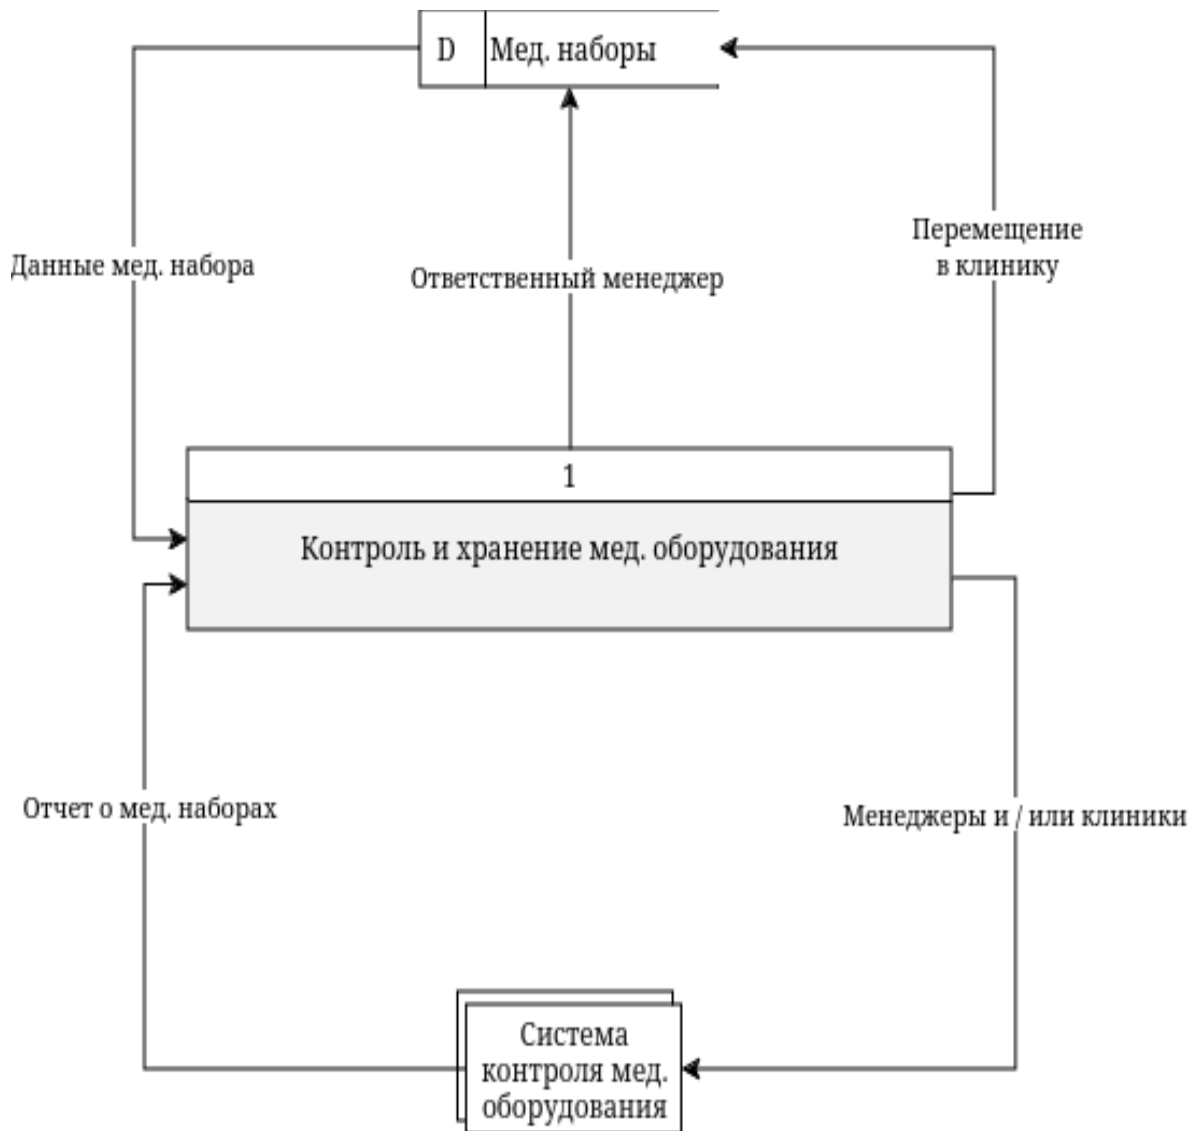 D
Мед. наборы
Перемещение
в клинику
Данные мед. набора
Ответственный менеджер
1
Контроль и хранение мед. оборудования
Отчет о мед. наборах
Менеджеры и / или клиники
Система
контроля мед.
оборудования